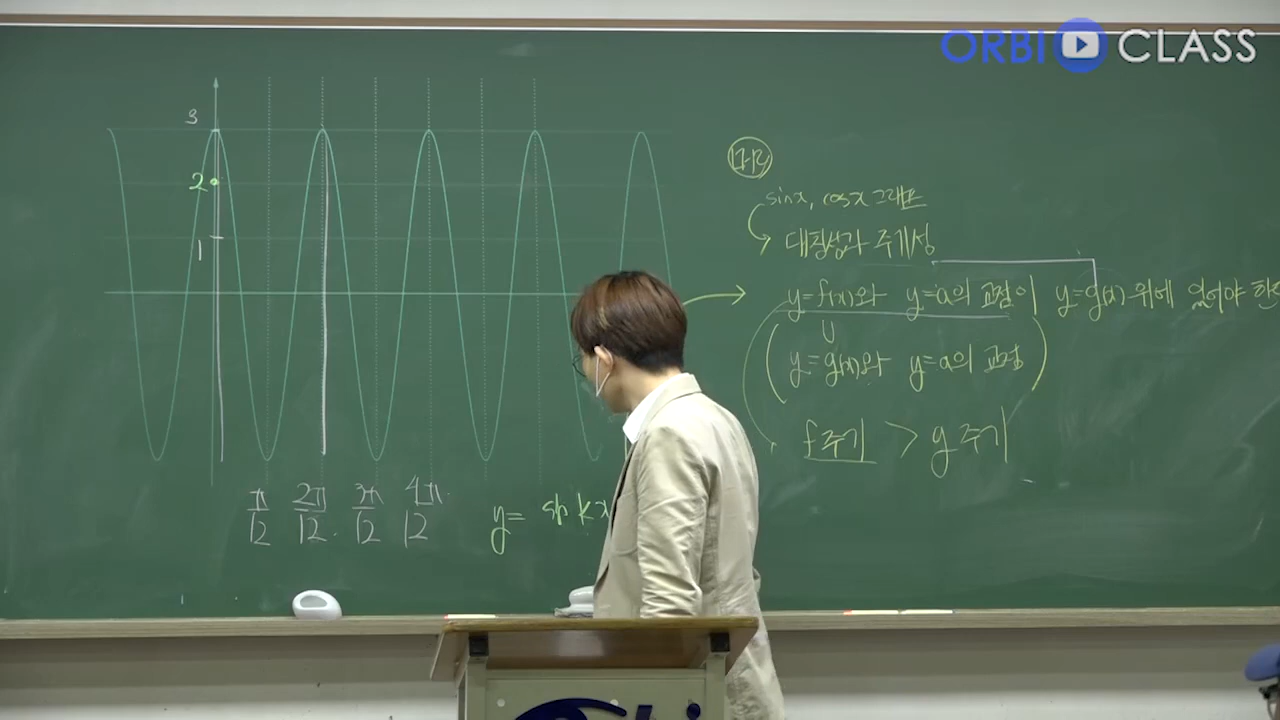 ORBI CLASS
3
2
1
sinx, cosx 그래프
대칭성과 주기성
y=f(x)와 y=a의 교점이 y=g(x) 위에 있어야 한
y=g(x)와 y=a의 교점
f주기 > g주기
π/12 2π/12 3π/12 4π/12
y= sin kx